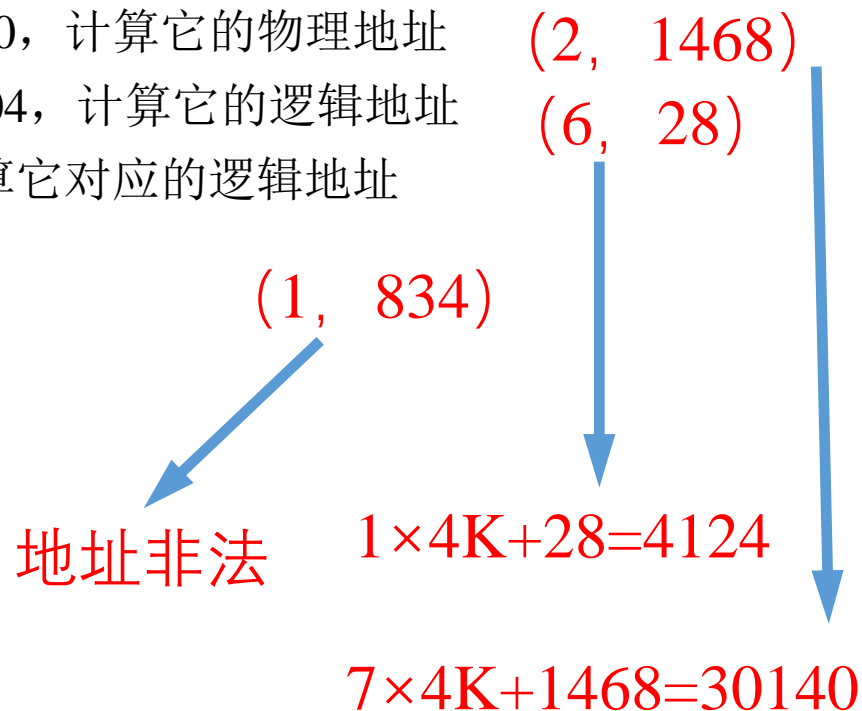 0，计算它的物理地址
（2，1468）
04，计算它的逻辑地址
（6，28）
算它对应的逻辑地址
（1，834）
地址非法
1×4K+28=4124
7×4K+1468=30140